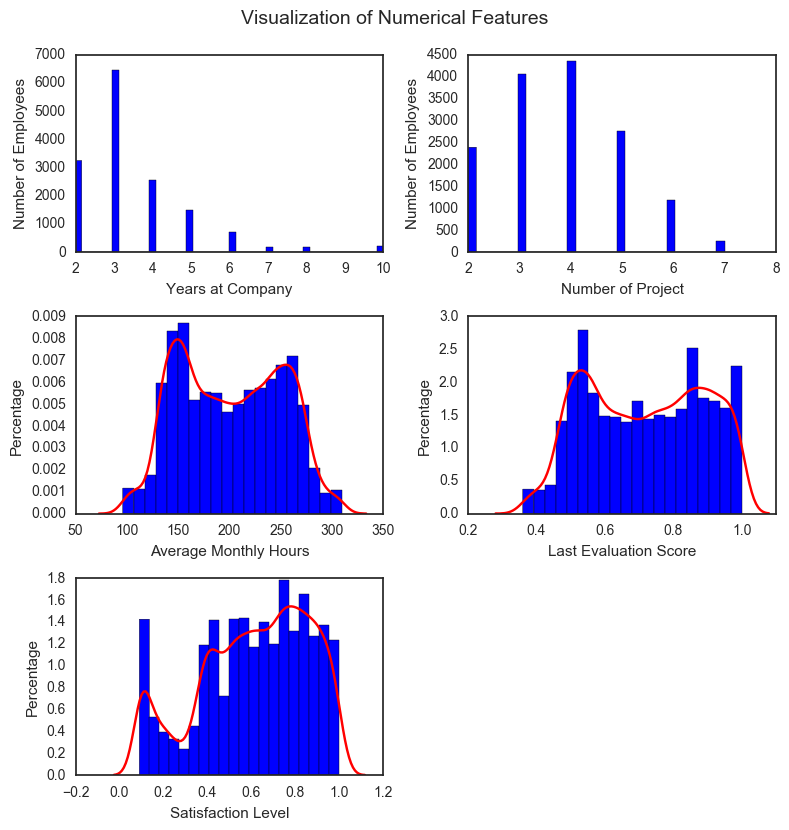 Visualization of Numerical Features
7000
6000
5000
4000
3000
2000
1000
0
Number of Employees
2 3 4 5 6 7 8 9 10
Years at Company
4500
4000
3500
3000
2500
2000
1500
1000
500
0
Number of Employees
2 3 4 5 6 7 8
Number of Project
0.009
0.008
0.007
0.006
0.005
0.004
0.003
0.002
0.001
0.000
Percentage
50 100 150 200 250 300 350
Average Monthly Hours
3.0
2.5
2.0
1.5
1.0
0.5
0.0
Percentage
0.2 0.4 0.6 0.8 1.0
Last Evaluation Score
1.8
1.6
1.4
1.2
1.0
0.8
0.6
0.4
0.2
0.0
Percentage
−0.2 0.0 0.2 0.4 0.6 0.8 1.0 1.2
Satisfaction Level